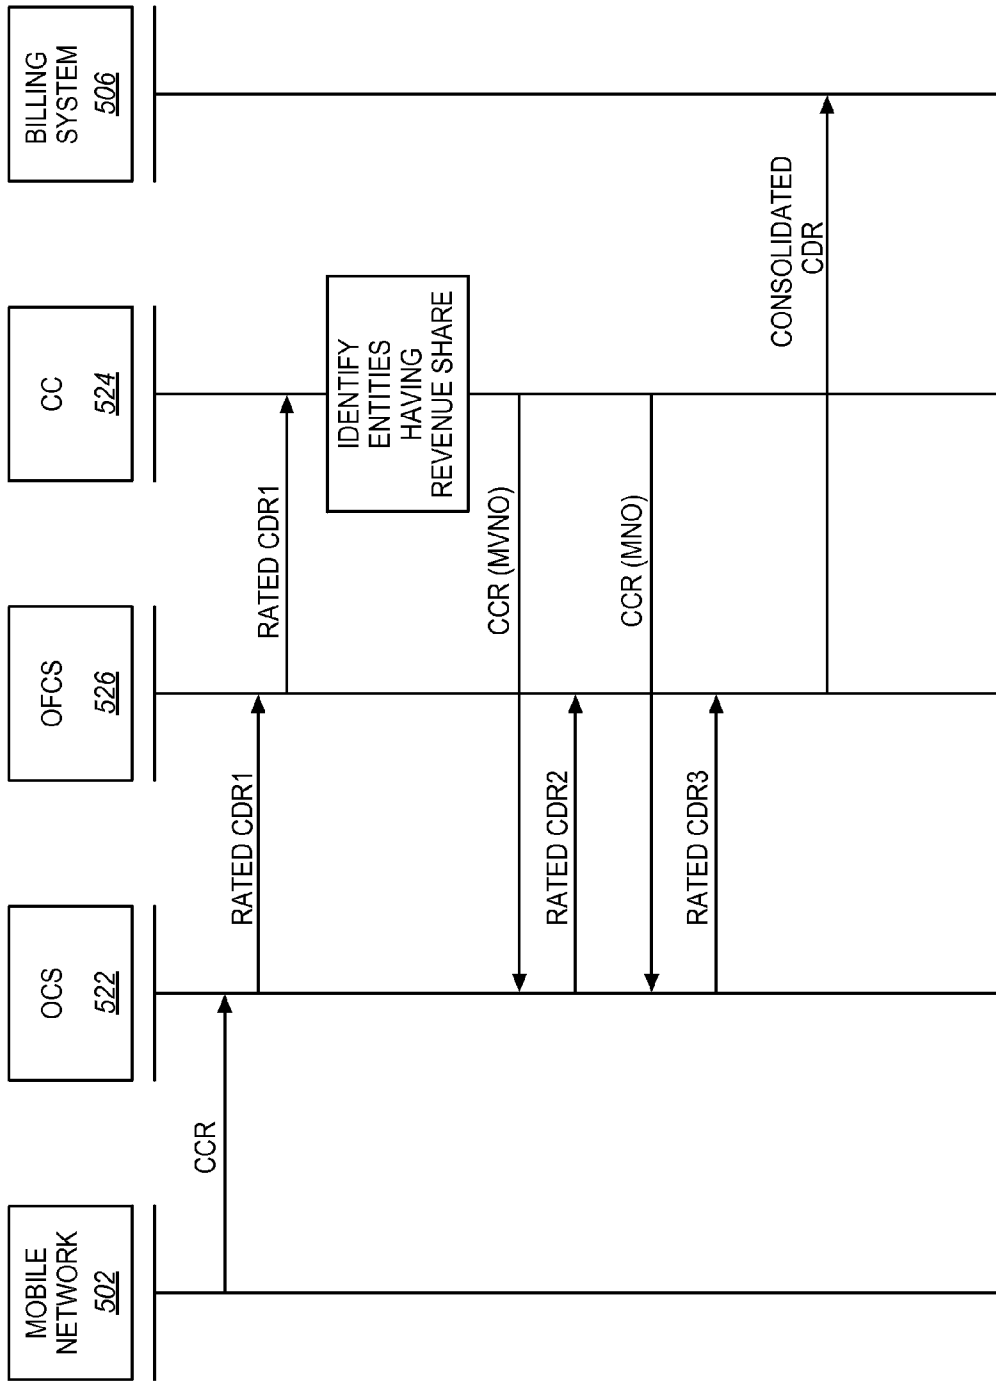 MOBILE
NETWORK
502
OCS
522
OFCS
526
CC
524
BILLING
SYSTEM
506
CCR
RATED CDR1
RATED CDR1
IDENTIFY
ENTITIES
HAVING
REVENUE SHARE
CCR (MVNO)
RATED CDR2
CCR (MNO)
RATED CDR3
CONSOLIDATED
CDR